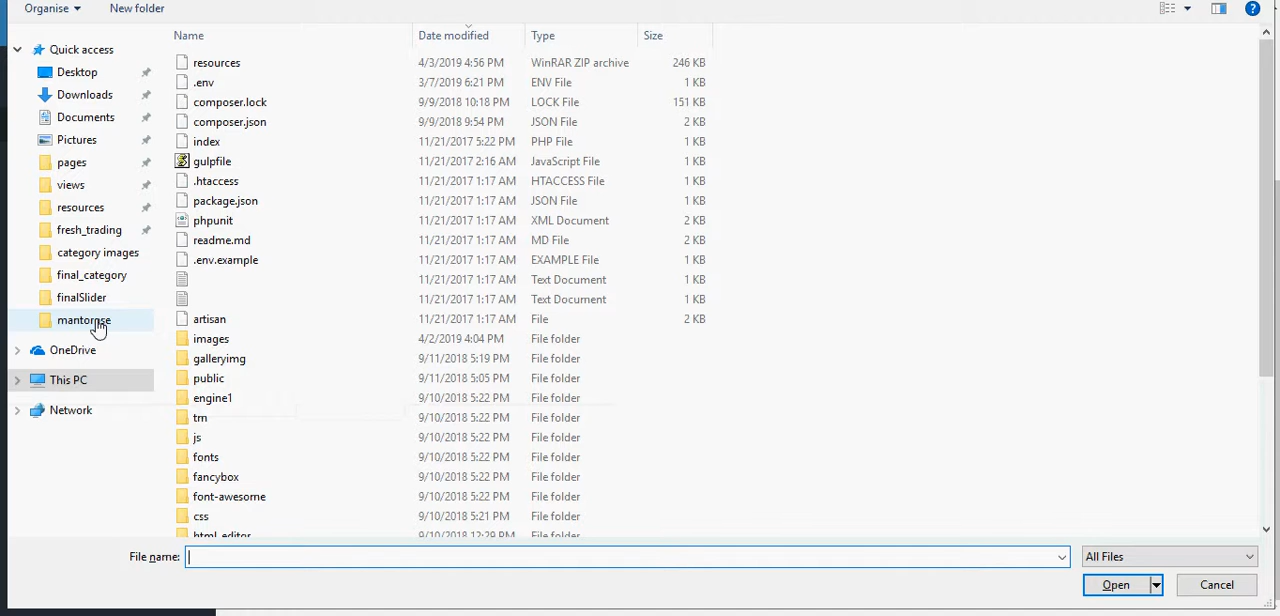 Organise New folder
Name Date modified Type Size
Quick access
Desktop
Downloads
Documents
Pictures
pages
views
resources
fresh_trading
category images
final_category
finalSlider
OneDrive
This PC
Network
resources 4/3/2019 4:56 PM WinRAR ZIP archive 246 KB
.env 3/7/2019 6:21 PM ENV File 1 KB
composer.lock 9/9/2018 10:18 PM LOCK File 151 KB
composer.json 9/9/2018 9:54 PM JSON File 2 KB
index 11/21/2017 5:22 PM PHP File 1 KB
gulpfile 11/21/2017 2:16 AM JavaScript File 1 KB
.htaccess 11/21/2017 1:17 AM HTACCESS File 1 KB
package.json 11/21/2017 1:17 AM JSON File 1 KB
phpunit 11/21/2017 1:17 AM XML Document 2 KB
readme.md 11/21/2017 1:17 AM MD File 2 KB
.env.example 11/21/2017 1:17 AM EXAMPLE File 1 KB
11/21/2017 1:17 AM Text Document 1 KB
11/21/2017 1:17 AM Text Document 1 KB
artisan 11/21/2017 1:17 AM File 2 KB
images 4/2/2019 4:04 PM File folder
galleryimg 9/11/2018 5:19 PM File folder
public 9/11/2018 5:05 PM File folder
engine1 9/10/2018 5:22 PM File folder
9/10/2018 5:22 PM File folder
js 9/10/2018 5:22 PM File folder
fonts 9/10/2018 5:22 PM File folder
fancybox 9/10/2018 5:22 PM File folder
font-awesome 9/10/2018 5:22 PM File folder
css 9/10/2018 5:21 PM File folder
html_editor 9/10/2018 12:29 PM File folder
File name: All Files
Open Cancel